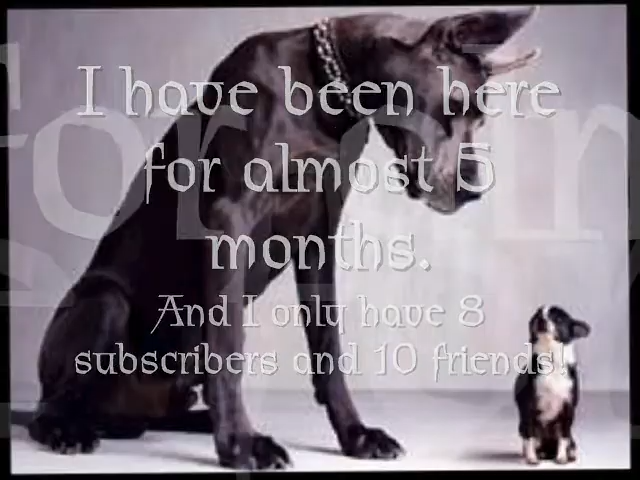 I have been here
for almost 5
months.
And I only have 8
subscribers and 10 friends!